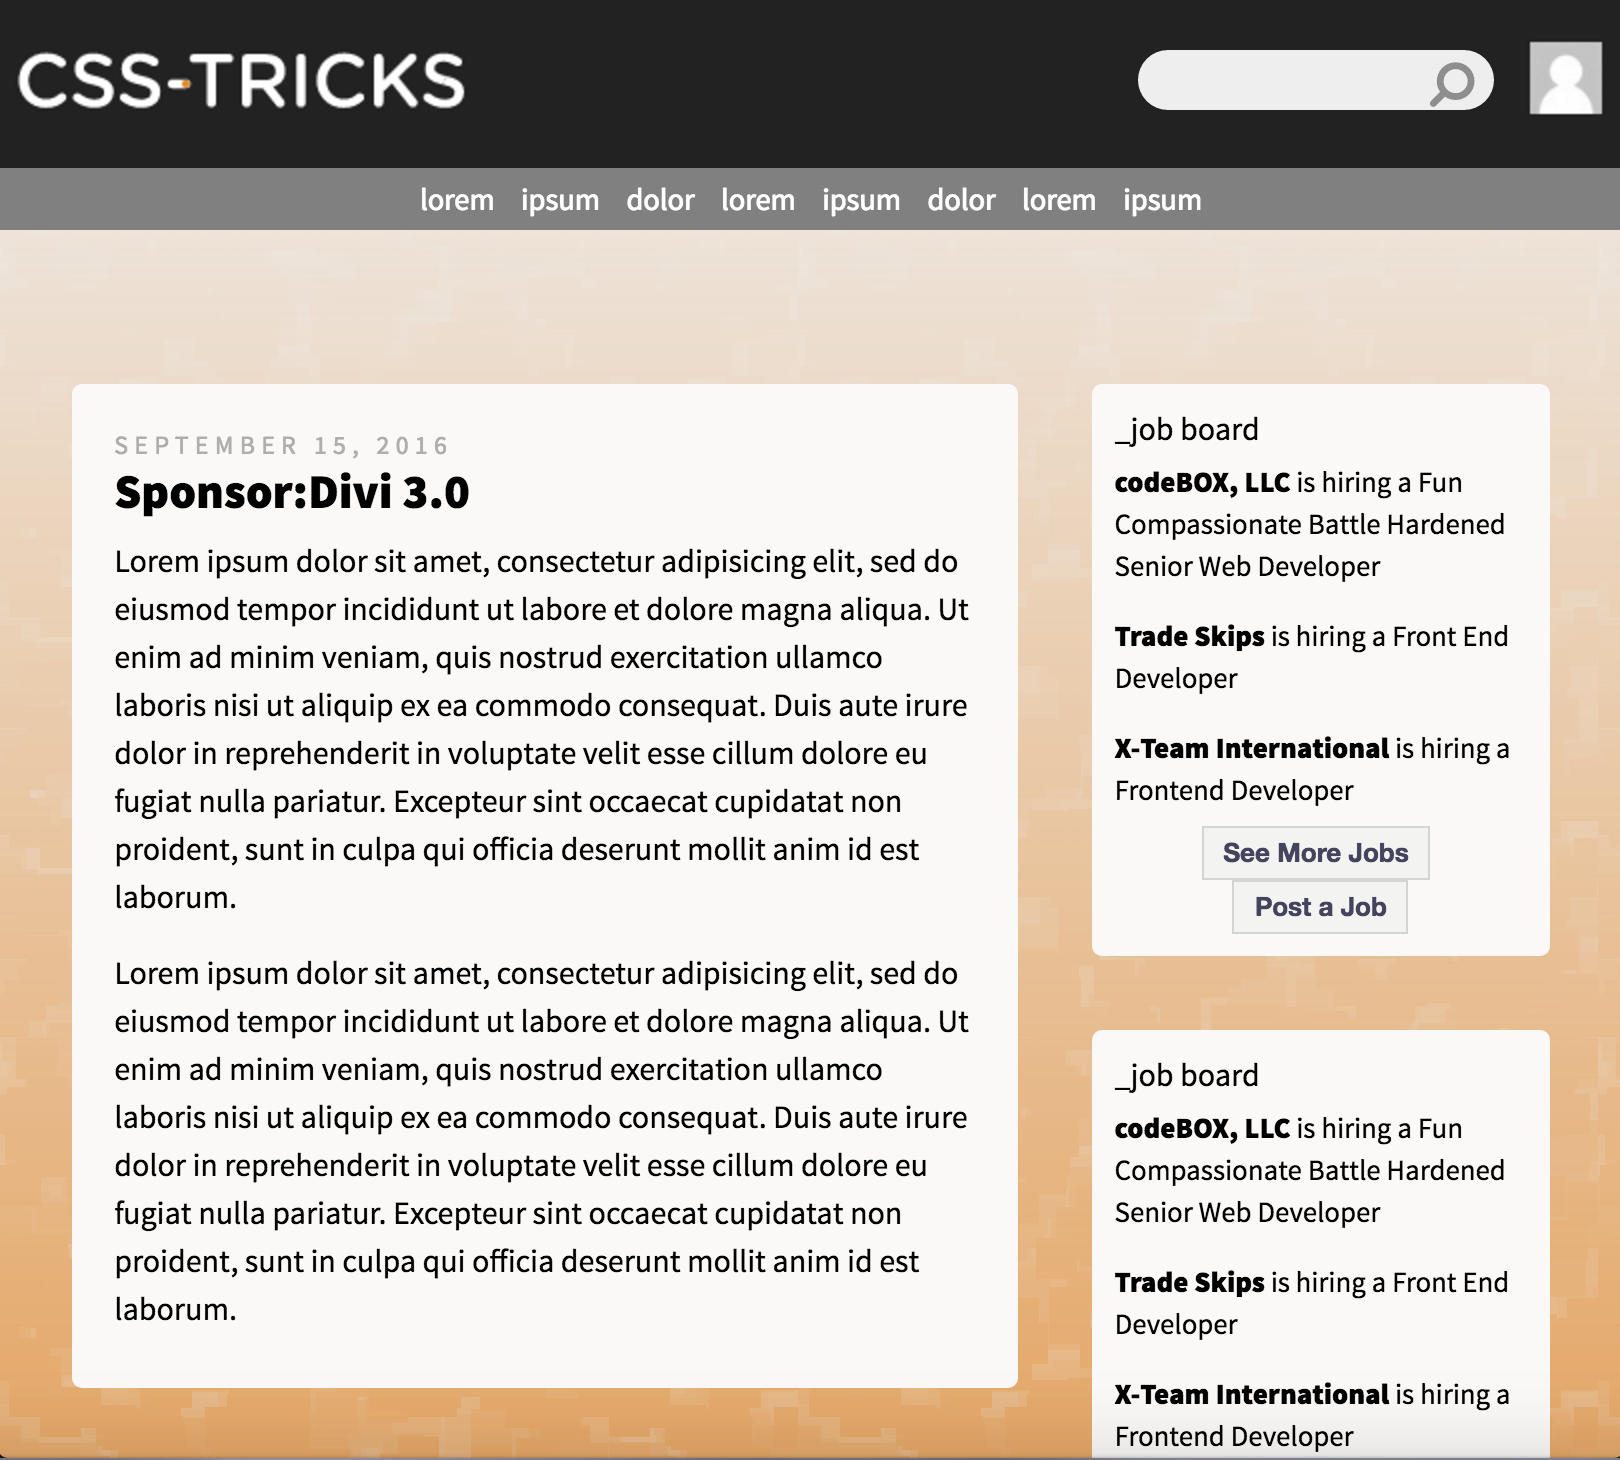 CSS-TRICKS
lorem ipsum dolor lorem ipsum dolor lorem ipsum
SEPTEMBER 15, 2016
Sponsor:Divi 3.0
Lorem ipsum dolor sit amet, consectetur adipisicing elit, sed do
eiusmod tempor incididunt ut labore et dolore magna aliqua. Ut
enim ad minim veniam, quis nostrud exercitation ullamco
laboris nisi ut aliquip ex ea commodo consequat. Duis aute irure
dolor in reprehenderit in voluptate velit esse cillum dolore eu
fugiat nulla pariatur. Excepteur sint occaecat cupidatat non
proident, sunt in culpa qui officia deserunt mollit anim id est
laborum.
Lorem ipsum dolor sit amet, consectetur adipisicing elit, sed do
eiusmod tempor incididunt ut labore et dolore magna aliqua. Ut
enim ad minim veniam, quis nostrud exercitation ullamco
laboris nisi ut aliquip ex ea commodo consequat. Duis aute irure
dolor in reprehenderit in voluptate velit esse cillum dolore eu
fugiat nulla pariatur. Excepteur sint occaecat cupidatat non
proident, sunt in culpa qui officia deserunt mollit anim id est
laborum.
_job board
codeBOX, LLC is hiring a Fun
Compassionate Battle Hardened
Senior Web Developer
Trade Skips is hiring a Front End
Developer
X-Team International is hiring a
Frontend Developer
See More Jobs
Post a Job
_job board
codeBOX, LLC is hiring a Fun
Compassionate Battle Hardened
Senior Web Developer
Trade Skips is hiring a Front End
Developer
X-Team International is hiring a
Frontend Developer